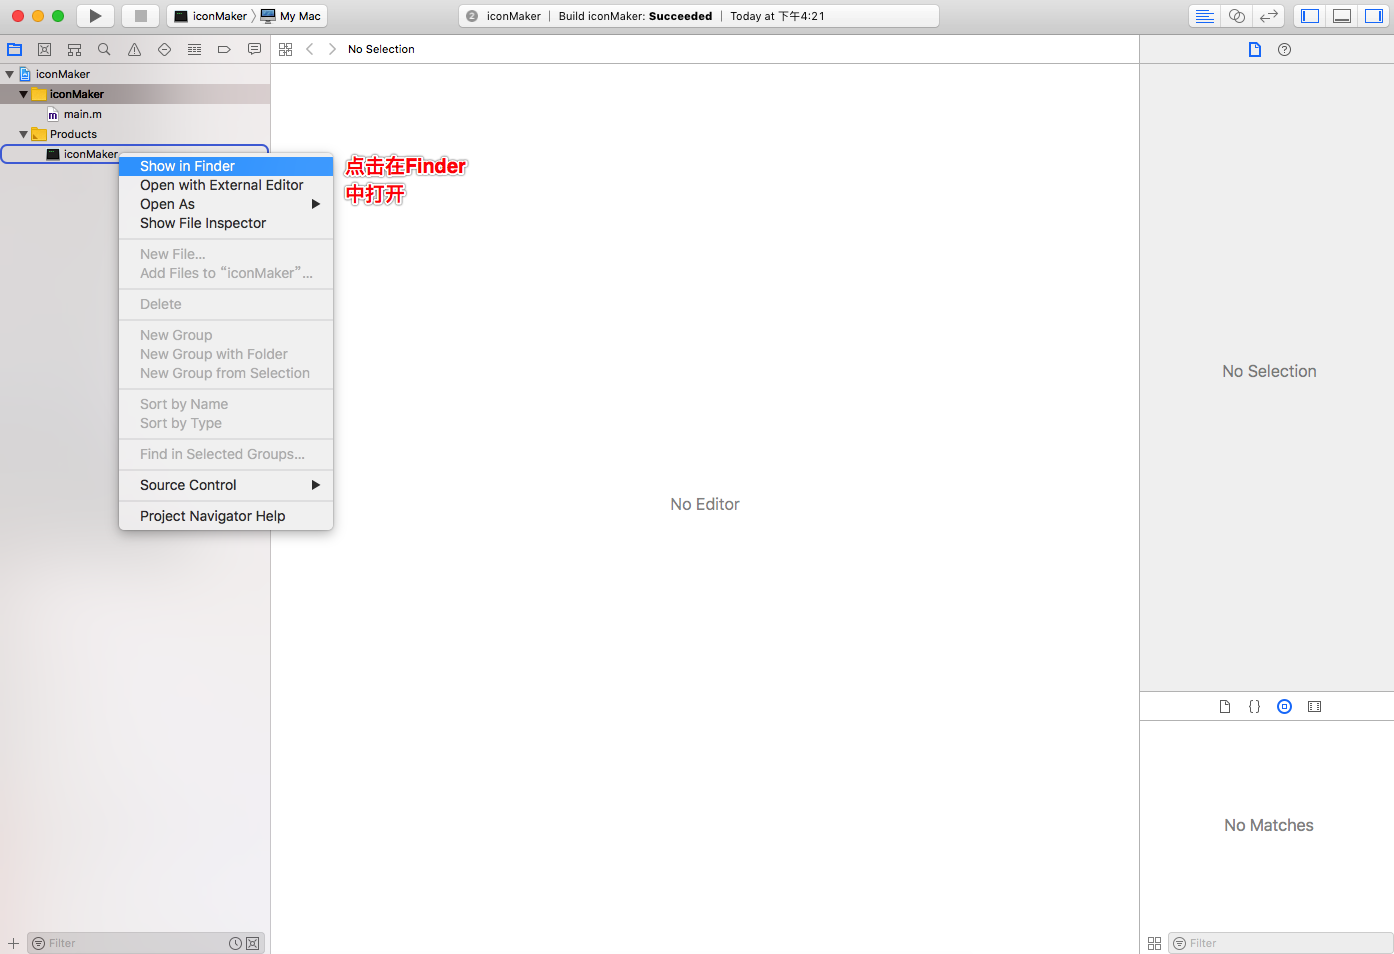 iconMaker
My Mac
2
iconMaker | Build iconMaker: Succeeded | Today at 下午4:21
No Selection
iconMaker
iconMaker
m main.m
Products
iconMaker
Show in Finder
点击在Finder
中打开
Open with External Editor
Open As
Show File Inspector
New File...
Add Files to “iconMaker”...
Delete
New Group
New Group with Folder
New Group from Selection
Sort by Name
Sort by Type
Find in Selected Groups...
Source Control
Project Navigator Help
No Editor
No Selection
{}
No Matches
Filter
Filter